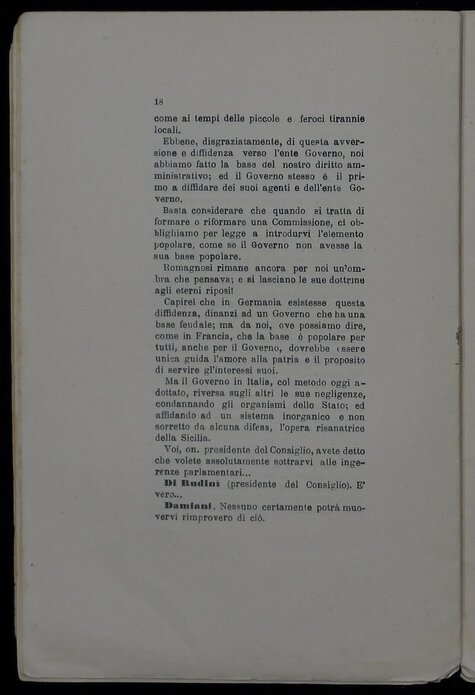 18
come ai tempi delle piccole e feroci tirannie
locali.
Ebbene, disgraziatamente, di questa avver-
sione e diffidenza verso l'ente Governo, noi
abbiamo fatto la base del nostro diritto am-
ministrativo; ed il Governo stesso è il pri-
mo a diffidare dei suoi agenti e dell'ente Go-
verno.
Basta considerare che quando si tratta di
formare o riformare una Commissione, ci ob-
blighiamo per legge a introdurvi l'elemento
popolare, come se il Governo non avesse la
sua base popolare.
Romagnosi rimane ancora per noi un'om-
bra che pensava; e si lasciano le sue dottrine
agli eterni riposi!
Capirei che in Germania esistesse questa
diffidenza, dinanzi ad un Governo che ha una
base feudale; ma da noi, ove possiamo dire,
come in Francia, che la base è popolare per
tutti, anche per il Governo, dovrebbe essere
unica guida l'amore alla patria e il proposito
di servire gl'interessi suoi.
Ma il Governo in Italia, col metodo oggi a-
dottato, riversa sugli altri le sue negligenze,
condannando gli organismi dello Stato; ed
affidando ad un sistema inorganico e non
sorretto da alcuna difesa, l'opera risanatrice
della Sicilia.
Voi, on. presidente del Consiglio, avete detto
che volete assolutamente sottrarvi alle inge-
renze parlamentari...
Di Rudinì (presidente del Consiglio). E'
vero...
Damiani. Nessuno certamente potrà muo-
vervi rimprovero di ciò.